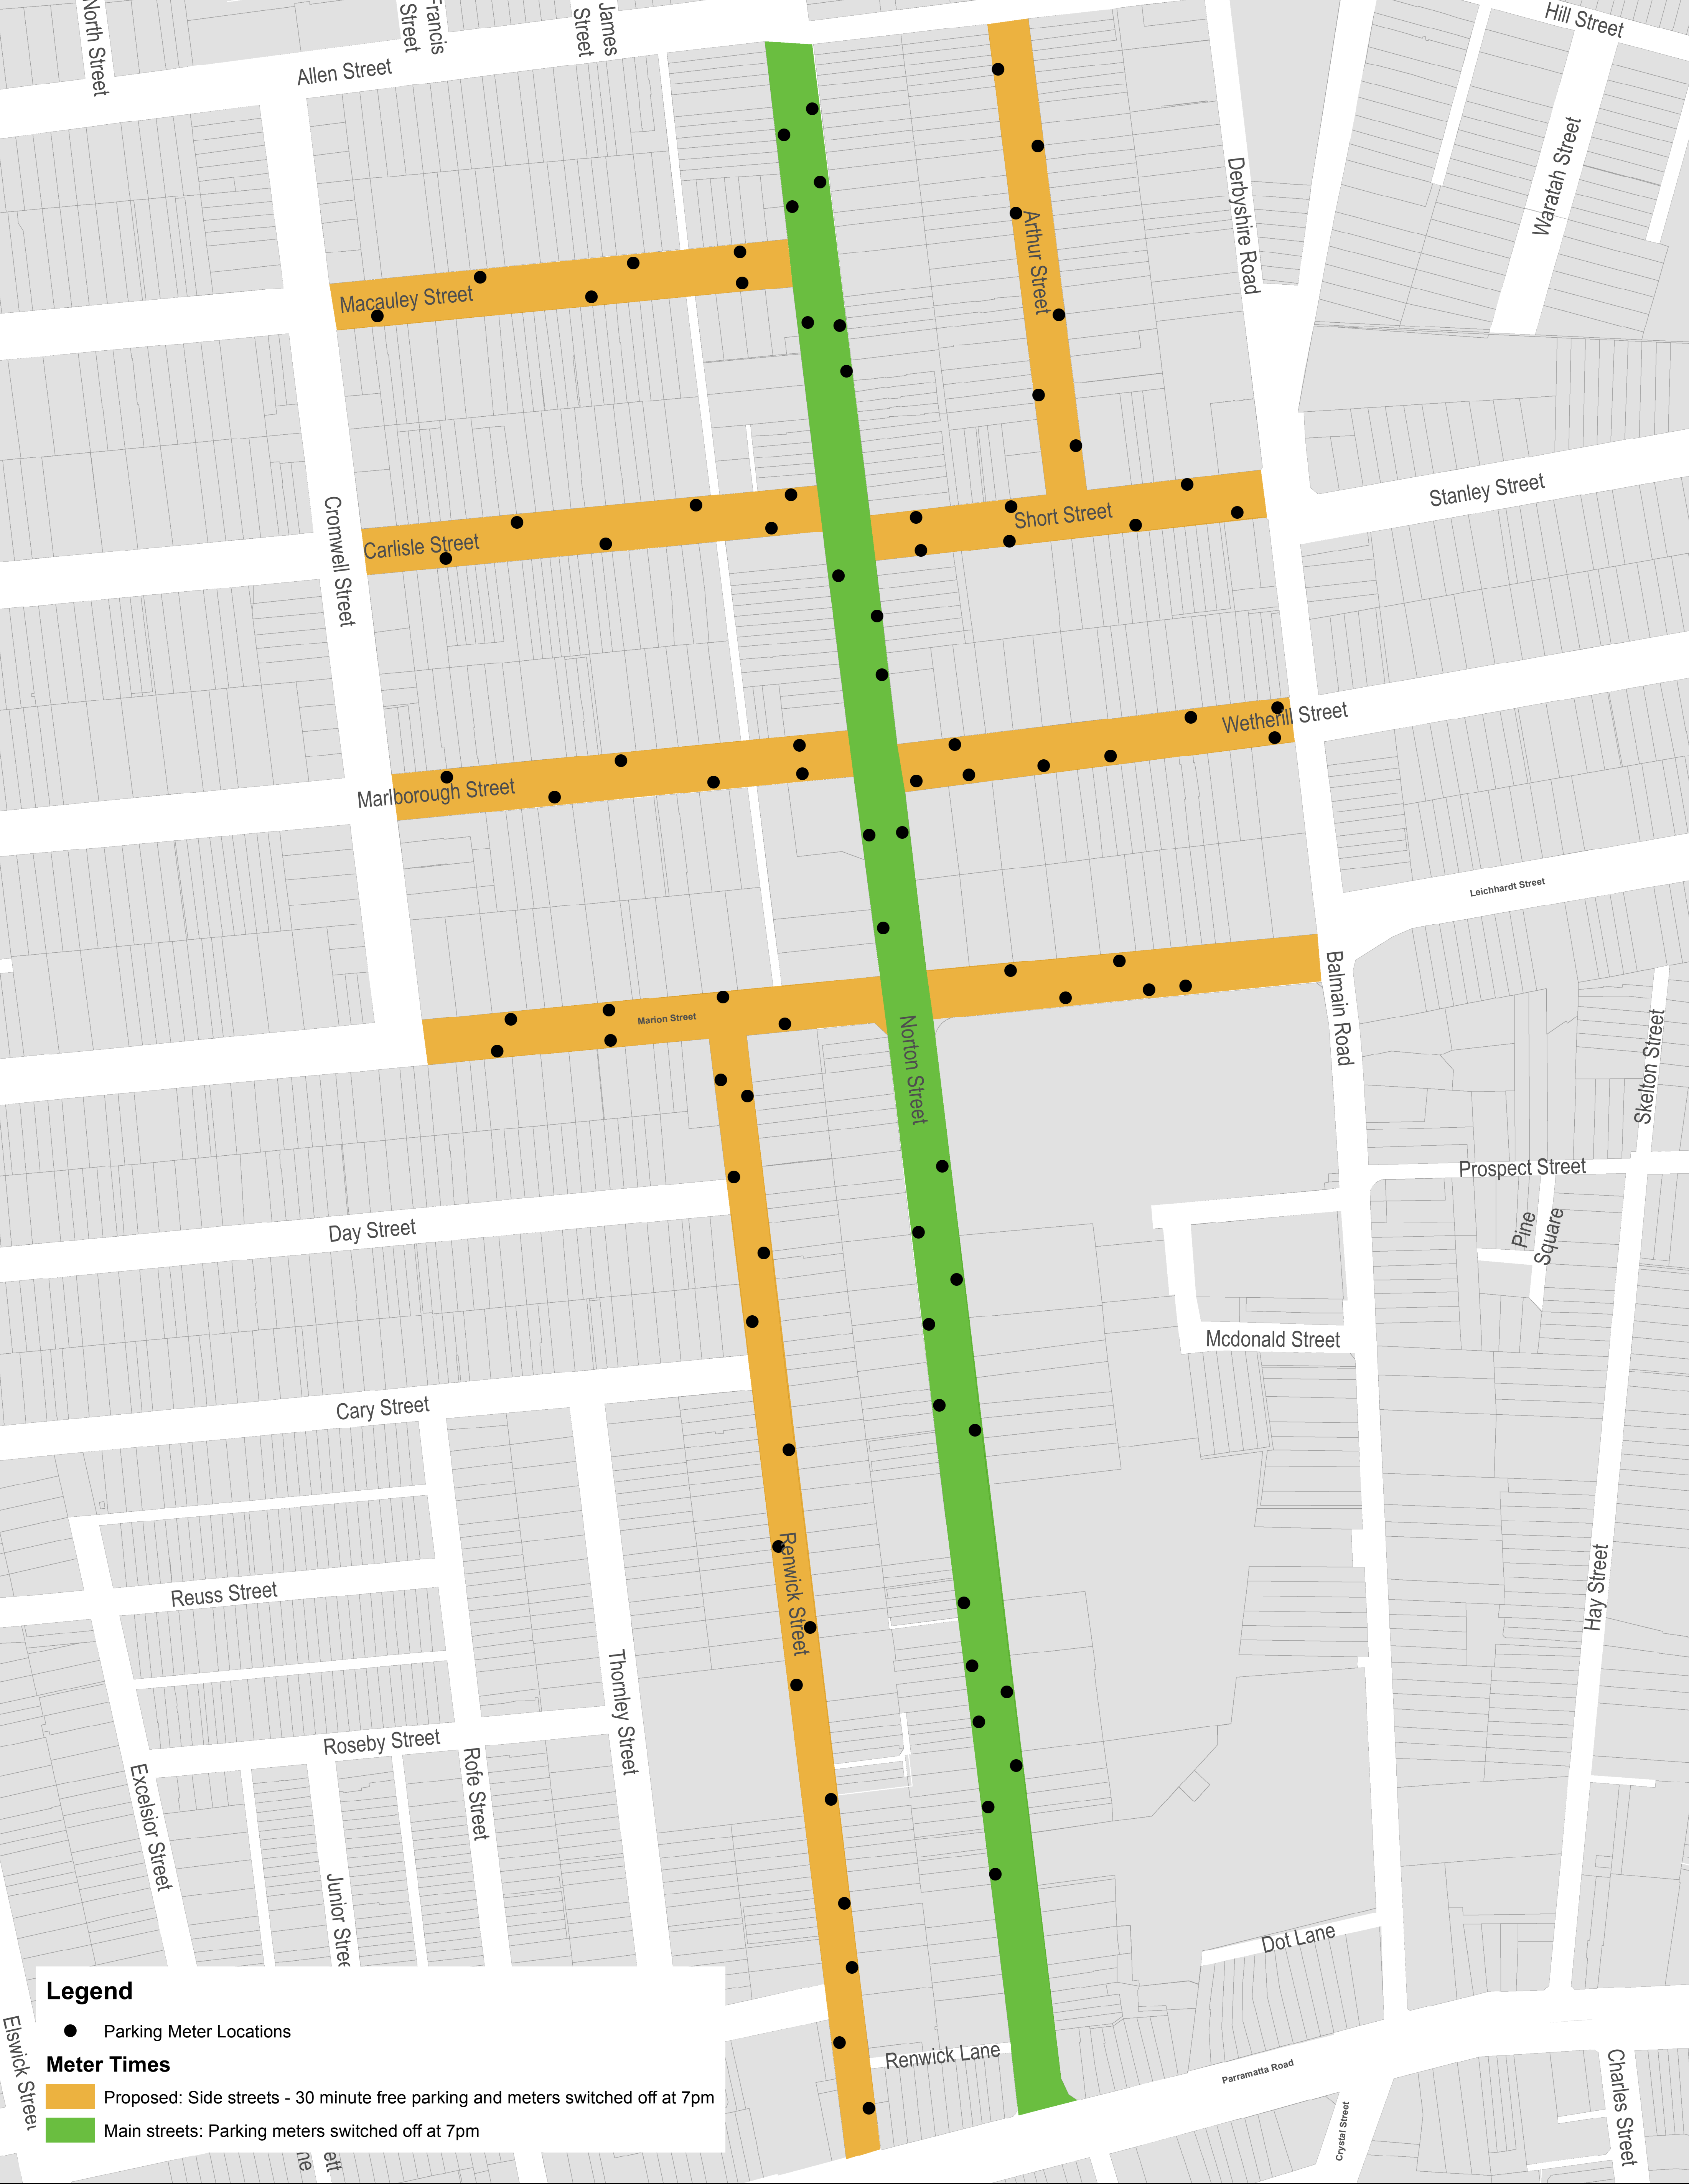 North Street
Francis
Street
James
Street
Hill Street
Allen Street
Waratah Street
Derbyshire Road
Arthur Street
Macauley Street
Stanley Street
Short Street
Carlisle Street
Cromwell Street
Wetherill Street
Marlborough Street
Leichhardt Street
Balmain Road
Marion Street
Norton Street
Skelton Street
Prospect Street
Pine
Square
Day Street
Mcdonald Street
Cary Street
Renwick Street
Reuss Street
Hay Street
Thornley Street
Roseby Street
Rofe Street
Excelsior Street
Junior Stree
Dot Lane
Elswick Street
Renwick Lane
Parramatta Road
Crystal Street
Charles Street
ne
ett
Legend
Parking Meter Locations
Meter Times
Proposed: Side streets - 30 minute free parking and meters switched off at 7pm
Main streets: Parking meters switched off at 7pm